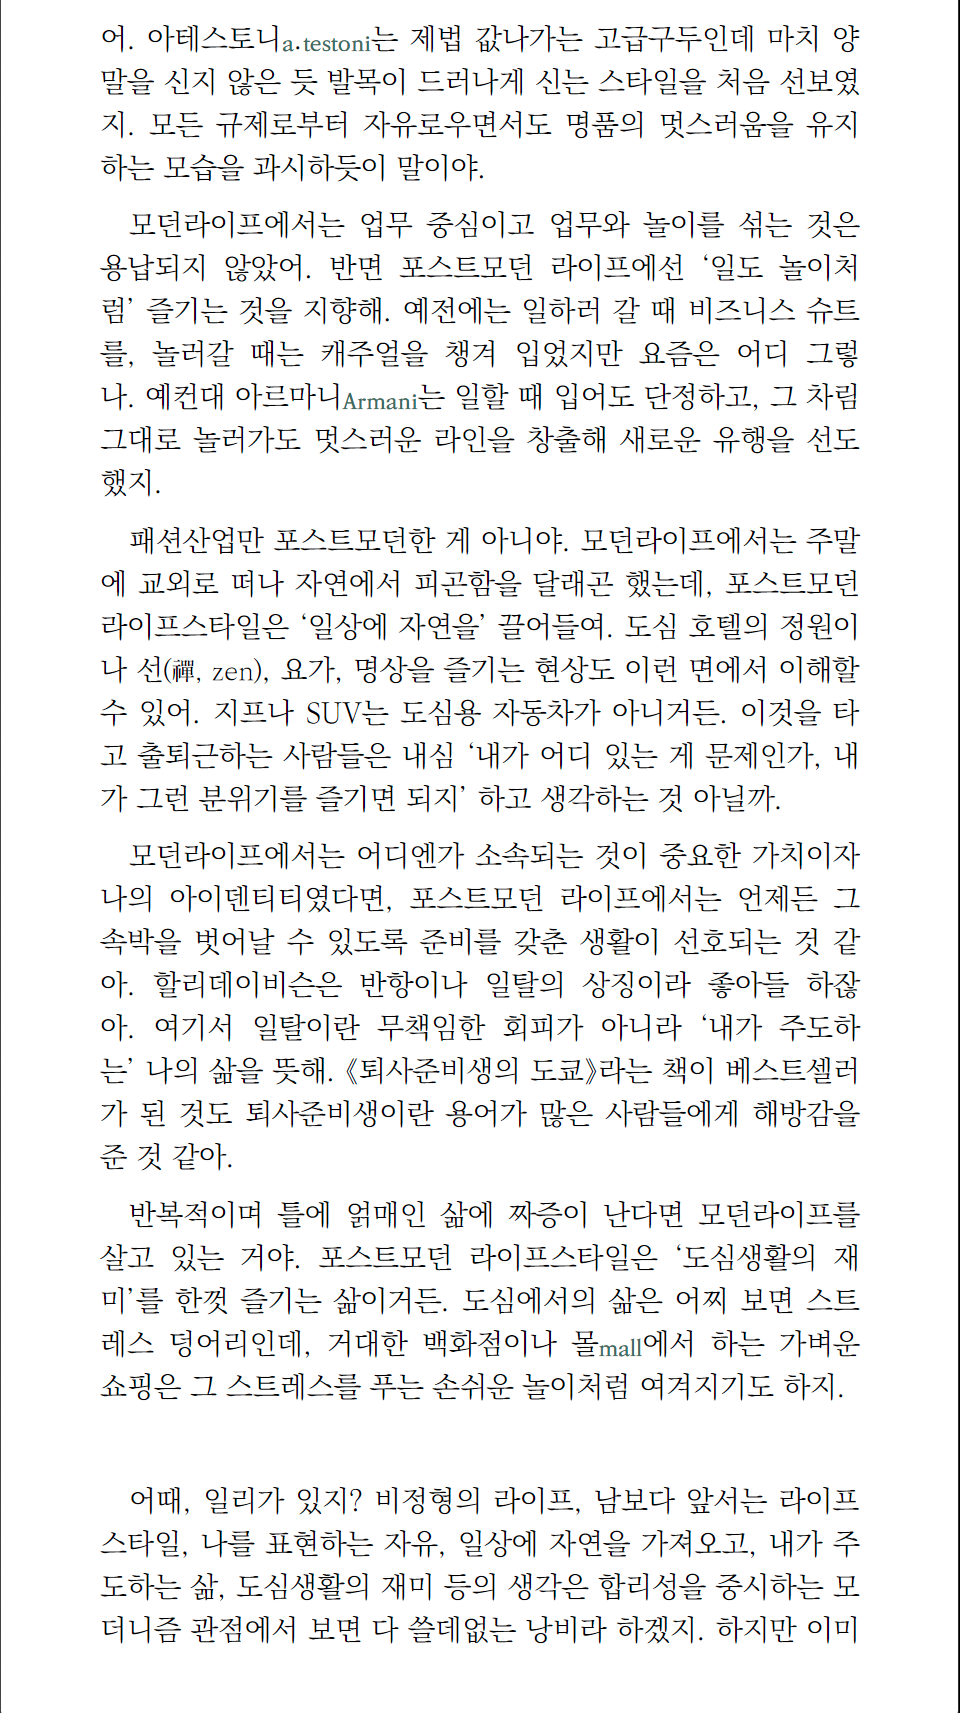 어. 아테스토니a.testoni는 제법 값나가는 고급구두인데 마치 양
말을 신지 않은 듯 발목이 드러나게 신는 스타일을 처음 선보였
지. 모든 규제로부터 자유로우면서도 명품의 멋스러움을 유지
하는 모습을 과시하듯이 말이야.
모던라이프에서는 업무 중심이고 업무와 놀이를 섞는 것은
용납되지 않았어. 반면 포스트모던 라이프에선 ‘일도 놀이처
럼’ 즐기는 것을 지향해. 예전에는 일하러 갈 때 비즈니스 슈트
를, 놀러갈 때는 캐주얼을 챙겨 입었지만 요즘은 어디 그렇
나. 예컨대 아르마니Armani는 일할 때 입어도 단정하고, 그 차림
그대로 놀러가도 멋스러운 라인을 창출해 새로운 유행을 선도
했지.
패션산업만 포스트모던한 게 아니야. 모던라이프에서는 주말
에 교외로 떠나 자연에서 피곤함을 달래곤 했는데, 포스트모던
라이프스타일은 ‘일상에 자연을’ 끌어들여. 도심 호텔의 정원이
나 선(禪, zen), 요가, 명상을 즐기는 현상도 이런 면에서 이해할
수 있어. 지프나 SUV는 도심용 자동차가 아니거든. 이것을 타
고 출퇴근하는 사람들은 내심 ‘내가 어디 있는 게 문제인가, 내
가 그런 분위기를 즐기면 되지’ 하고 생각하는 것 아닐까.
모던라이프에서는 어디엔가 소속되는 것이 중요한 가치이자
나의 아이덴티티였다면, 포스트모던 라이프에서는 언제든 그
속박을 벗어날 수 있도록 준비를 갖춘 생활이 선호되는 것 같
아. 할리데이비슨은 반항이나 일탈의 상징이라 좋아들 하잖
아. 여기서 일탈이란 무책임한 회피가 아니라 ‘내가 주도하
는’ 나의 삶을 뜻해. 《퇴사준비생의 도쿄》라는 책이 베스트셀러
가 된 것도 퇴사준비생이란 용어가 많은 사람들에게 해방감을
준 것 같아.
반복적이며 틀에 얽매인 삶에 짜증이 난다면 모던라이프를
살고 있는 거야. 포스트모던 라이프스타일은 ‘도심생활의 재
미’를 한껏 즐기는 삶이거든. 도심에서의 삶은 어찌 보면 스트
레스 덩어리인데, 거대한 백화점이나 몰mall에서 하는 가벼운
쇼핑은 그 스트레스를 푸는 손쉬운 놀이처럼 여겨지기도 하지.
어때, 일리가 있지? 비정형의 라이프, 남보다 앞서는 라이프
스타일, 나를 표현하는 자유, 일상에 자연을 가져오고, 내가 주
도하는 삶, 도심생활의 재미 등의 생각은 합리성을 중시하는 모
더니즘 관점에서 보면 다 쓸데없는 낭비라 하겠지. 하지만 이미